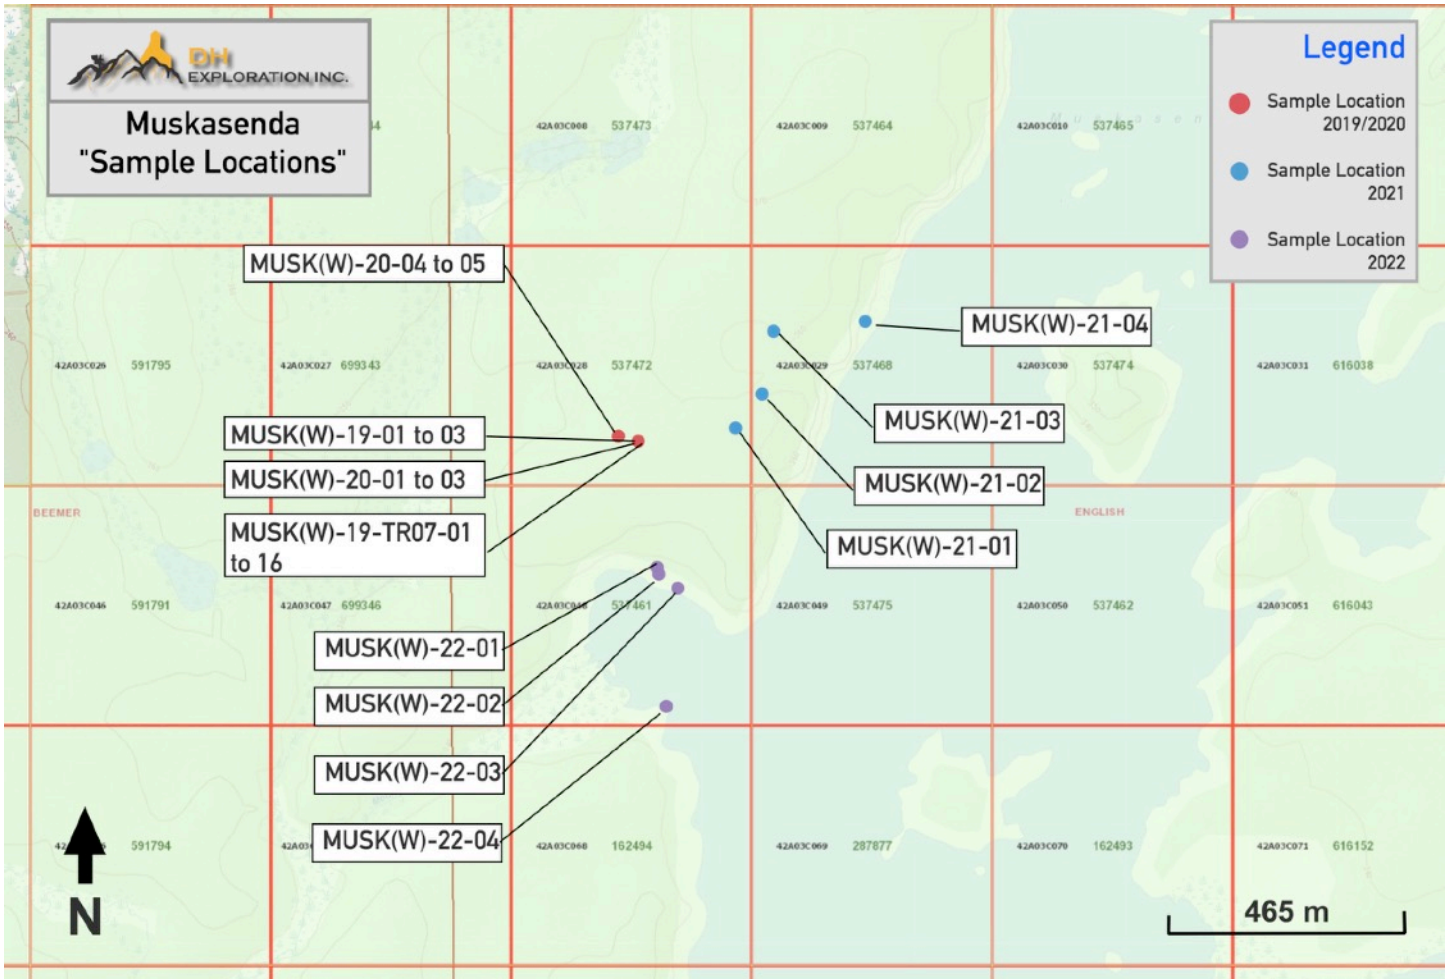 DH
EXPLORATION INC.
Muskasenda
"Sample Locations"
Legend
Sample Location
2019/2020
Sample Location
2021
Sample Location
2022
42A03C008 537473
42A03C009 537464
42A03C010 537465
MUSK(W)-20-04 to 05
MUSK(W)-21-04
42A03C026 591795
42A03C027 699343
42A03C028 537472
42A03C029 537468
42A03C030 537474
42A03C031 616038
MUSK(W)-21-03
MUSK(W)-19-01 to 03
MUSK(W)-20-01 to 03
MUSK(W)-21-02
BEEMER
ENGLISH
MUSK(W)-19-TR07-01
to 16
MUSK(W)-21-01
42A03C046 591791
42A03C047 699346
42A03C048 537461
42A03C049 537475
42A03C050 537462
42A03C051 616043
MUSK(W)-22-01
MUSK(W)-22-02
MUSK(W)-22-03
MUSK(W)-22-04
591794
42A03C068 162494
42A03C069 287877
42A03C070 162493
42A03C071 616152
N
465 m